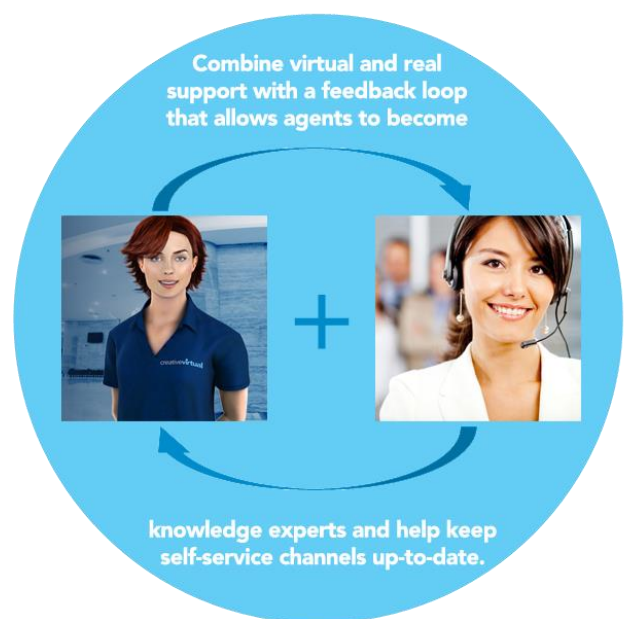 Combine virtual and real
support with a feedback loop
that allows agents to become
+
creativevirtual
knowledge experts and help keep
self-service channels up-to-date.